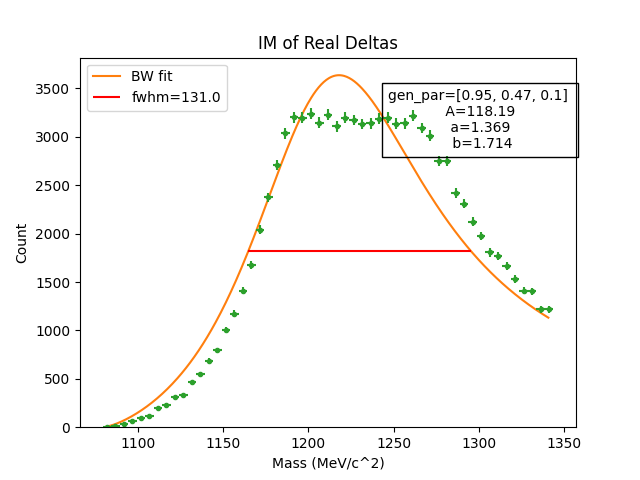 IM of Real Deltas
BW fit
fwhm=131.0
gen_par=[0.95, 0.47, 0.1]
A=118.19
a=1.369
b=1.714
Count
3500
3000
2500
2000
1500
1000
500
0
1100
1150
1200
1250
1300
1350
Mass (MeV/c^2)